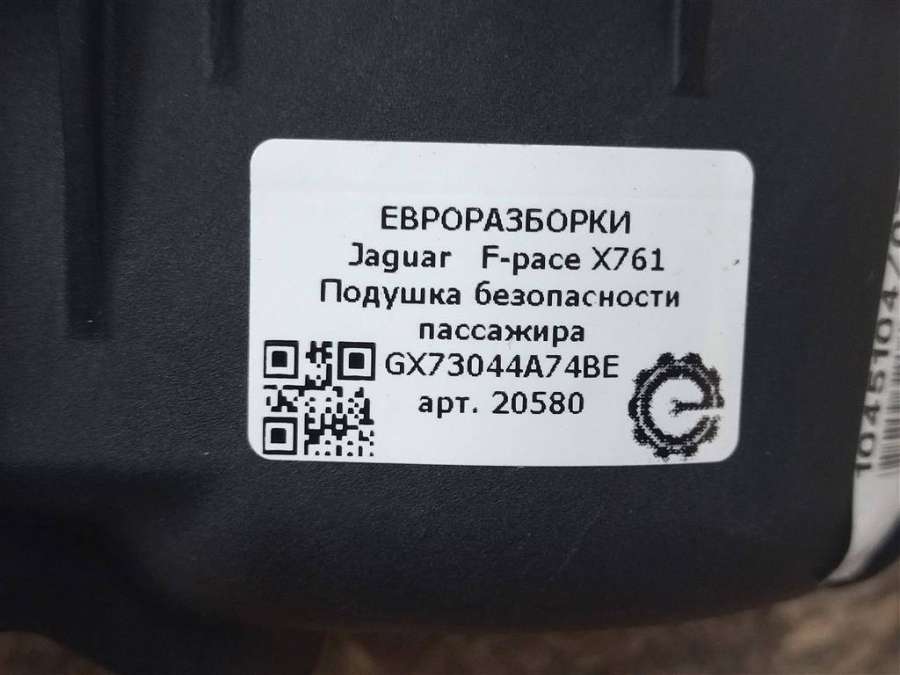 ЕВРОРАЗБОРКИ
Jaguar F-pace X761
Подушка безопасности
пассажира
GX73044A74BE
арт. 20580